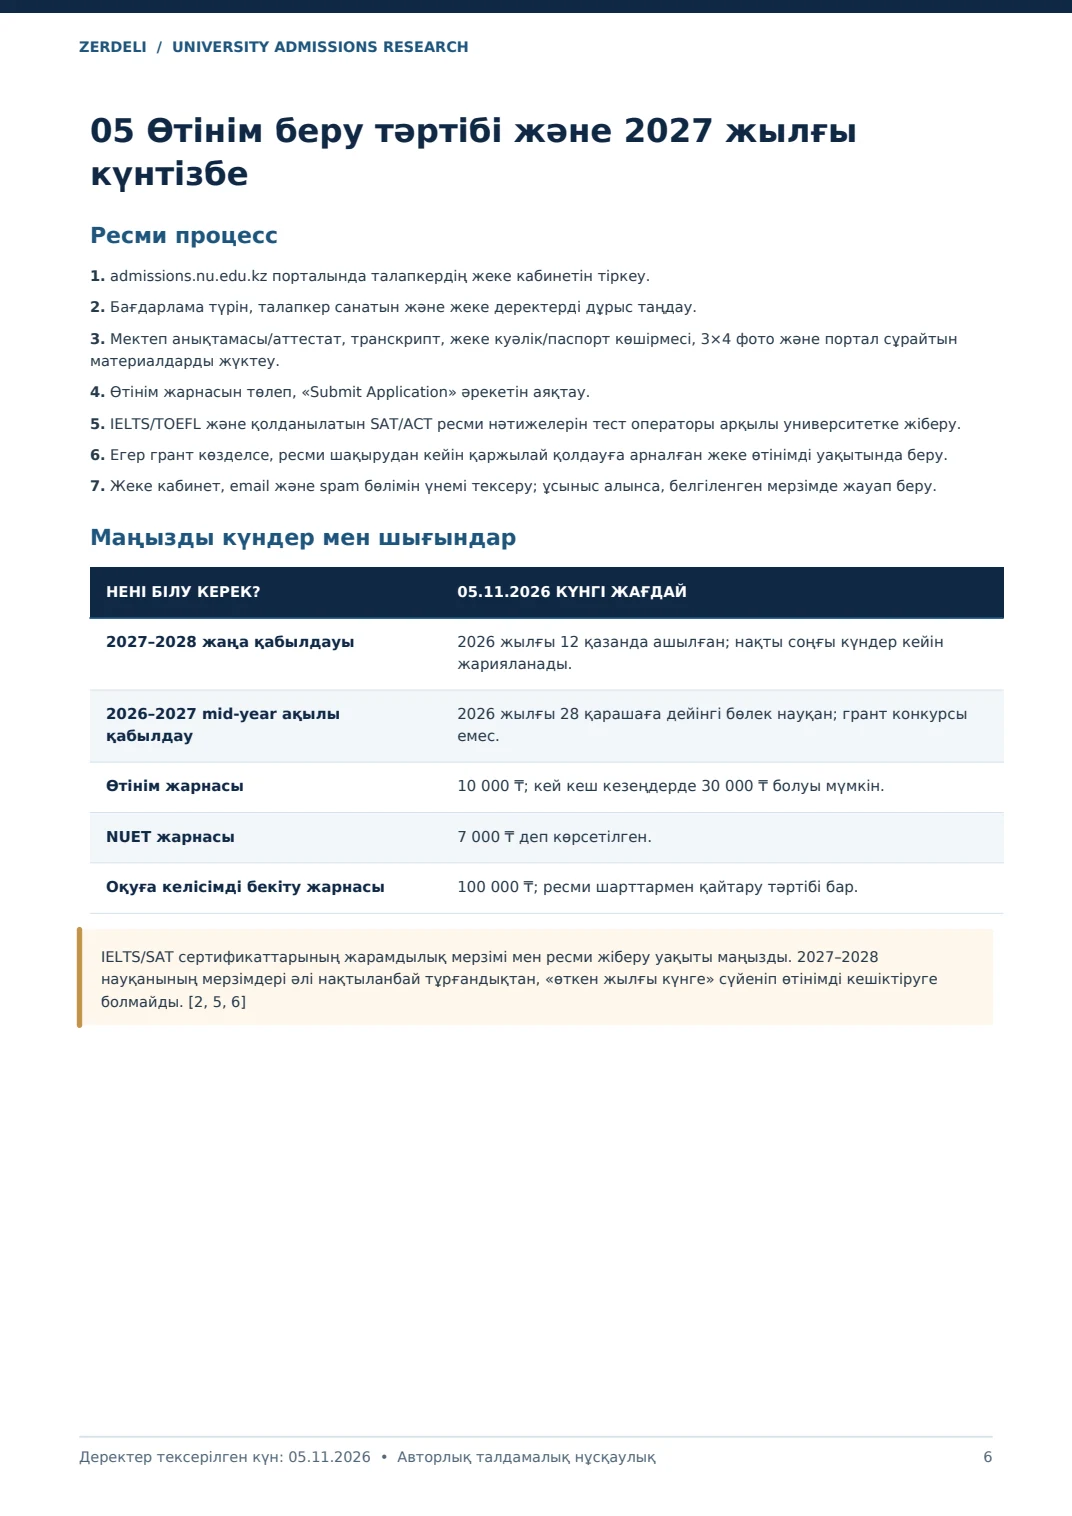 ZERDELI / UNIVERSITY ADMISSIONS RESEARCH
05 Өтінім беру тәртібі және 2027 жылғы
күнтізбе
Ресми процесс
1. admissions.nu.edu.kz порталында талапкердің жеке кабинетін тіркеу.
2. Бағдарлама түрін, талапкер санатын және жеке деректерді дұрыс таңдау.
3. Мектеп анықтамасы/аттестат, транскрипт, жеке куәлік/паспорт көшірмесі, 3×4 фото және портал сұрайтын
материалдарды жүктеу.
4. Өтінім жарнасын төлеп, «Submit Application» әрекетін аяқтау.
5. IELTS/TOEFL және қолданылатын SAT/ACT ресми нәтижелерін тест операторы арқылы университетке жіберу.
6. Егер грант көзделсе, ресми шақырудан кейін қаржылай қолдауға арналған жеке өтінімді уақытында беру.
7. Жеке кабинет, email және spam бөлімін үнемі тексеру; ұсыныс алынса, белгіленген мерзімде жауап беру.
Маңызды күндер мен шығындар
НЕНІ БІЛУ КЕРЕК? 05.11.2026 КҮНГІ ЖАҒДАЙ
2027–2028 жаңа қабылдауы 2026 жылғы 12 қазанда ашылған; нақты соңғы күндер кейін
жарияланады.
2026–2027 mid-year ақылы 2026 жылғы 28 қарашаға дейінгі бөлек науқан; грант конкурсы
қабылдау емес.
Өтінім жарнасы 10 000 ₸; кей кеш кезеңдерде 30 000 ₸ болуы мүмкін.
NUET жарнасы 7 000 ₸ деп көрсетілген.
Оқуға келісімді бекіту жарнасы 100 000 ₸; ресми шарттармен қайтару тәртібі бар.
IELTS/SAT сертификаттарының жарамдылық мерзімі мен ресми жіберу уақыты маңызды. 2027–2028
науқанының мерзімдері әлі нақтыланбай тұрғандықтан, «өткен жылғы күнге» сүйеніп өтінімді кешіктіруге
болмайды. [2, 5, 6]
Деректер тексерілген күн: 05.11.2026 • Авторлық талдамалық нұсқаулық 6